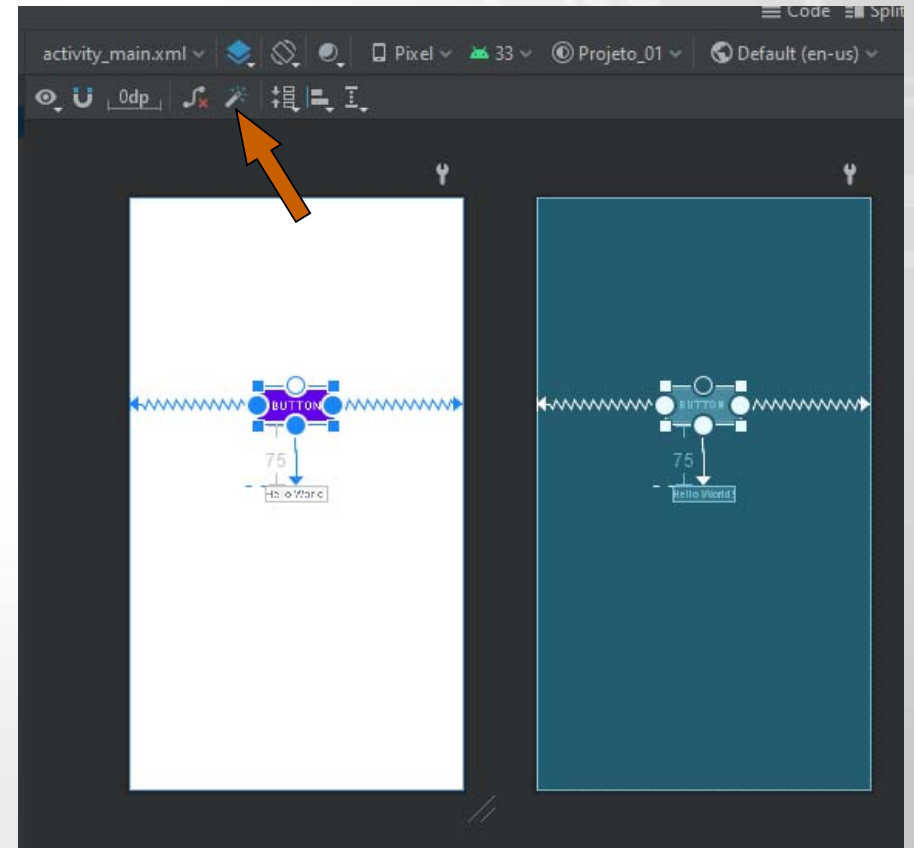 Code Split
activity_main.xml Pixel 33 Projeto_01 Default (en-us)
0dp
BUTTON BUTTON
75 75
Hello World Hello World!